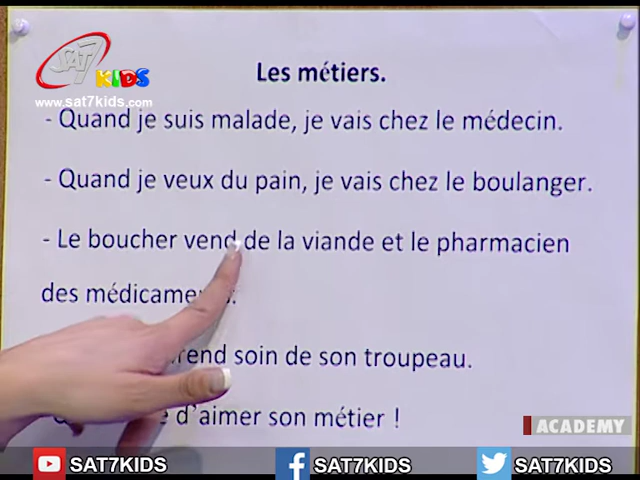 SAT7 KIDS
www.sat7kids.com
Les métiers.
- Quand je suis malade, je vais chez le médecin.
- Quand je veux du pain, je vais chez le boulanger.
- Le boucher vend de la viande et le pharmacien
des
soin de son troupeau.
d'aimer son métier !
ACADEMY
SAT7KIDS SAT7KIDS SAT7KIDS